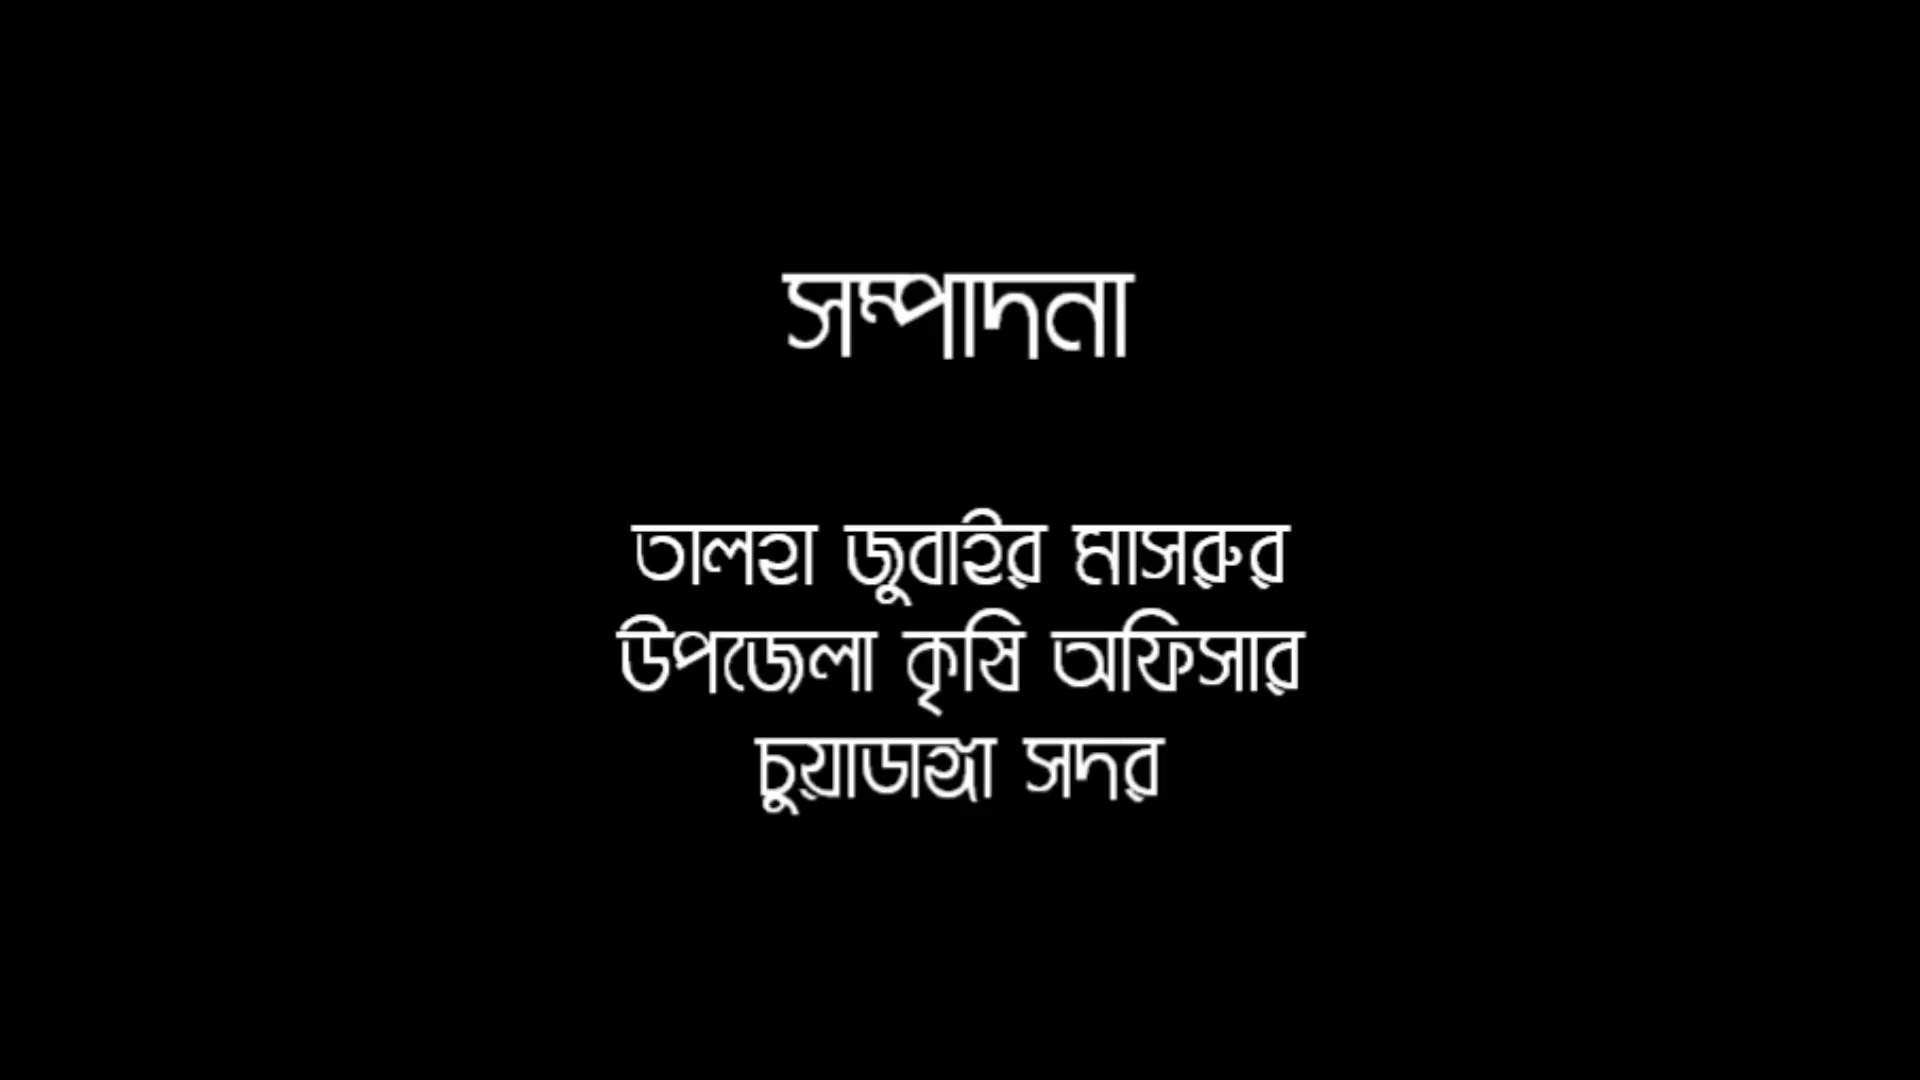 সম্পাদনা
তালহা জুবাইর মাসরুর
উপজেলা কৃষি অফিসার
চুয়াডাঙ্গা সদর